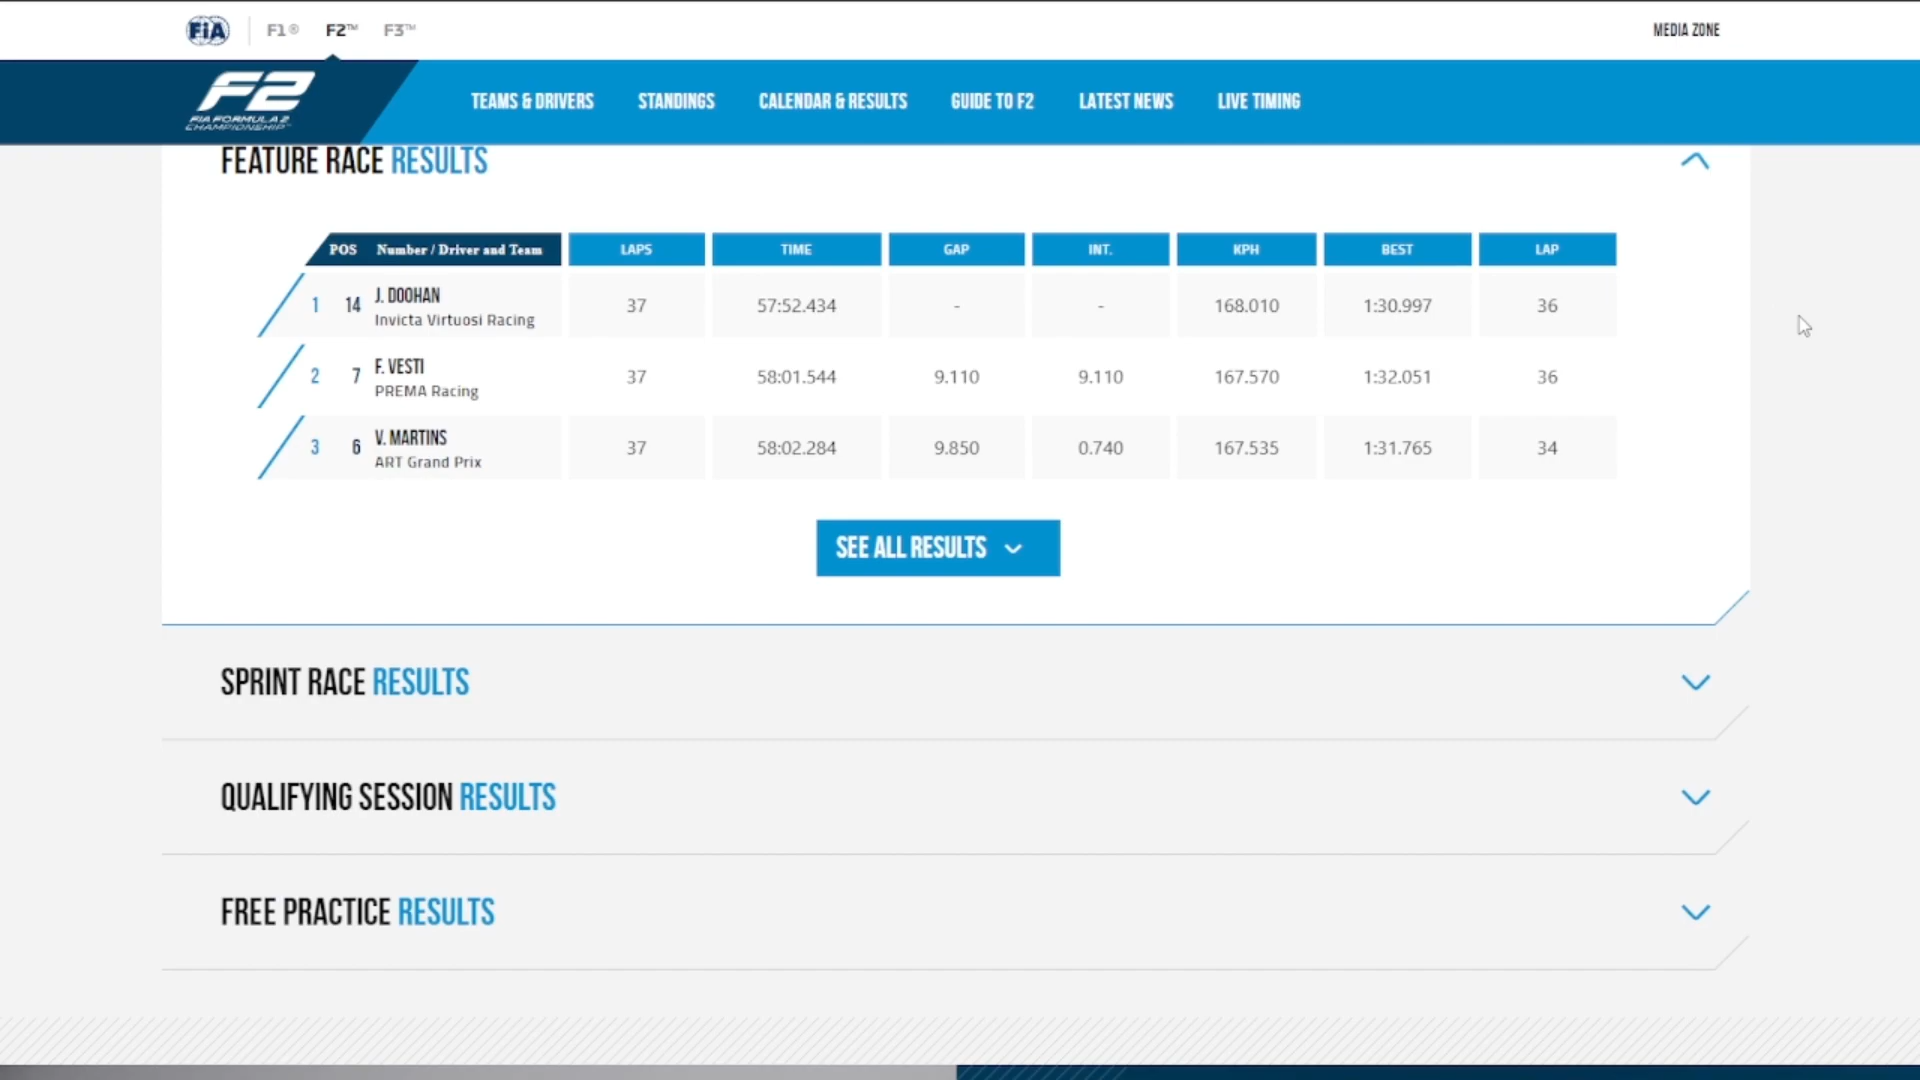 FiA F1® F2™ F3™ MEDIA ZONE
F2
FIA FORMULA 2
CHAMPIONSHIP™
TEAMS & DRIVERS STANDINGS CALENDAR & RESULTS GUIDE TO F2 LATEST NEWS LIVE TIMING
FEATURE RACE RESULTS
POS Number / Driver and Team LAPS TIME GAP INT. KPH BEST LAP
1 14 J. DOOHAN
Invicta Virtuosi Racing
37 57:52.434 - - 168.010 1:30.997 36
2 7 F. VESTI
PREMA Racing
37 58:01.544 9.110 9.110 167.570 1:32.051 36
3 6 V. MARTINS
ART Grand Prix
37 58:02.284 9.850 0.740 167.535 1:31.765 34
SEE ALL RESULTS
SPRINT RACE RESULTS
QUALIFYING SESSION RESULTS
FREE PRACTICE RESULTS